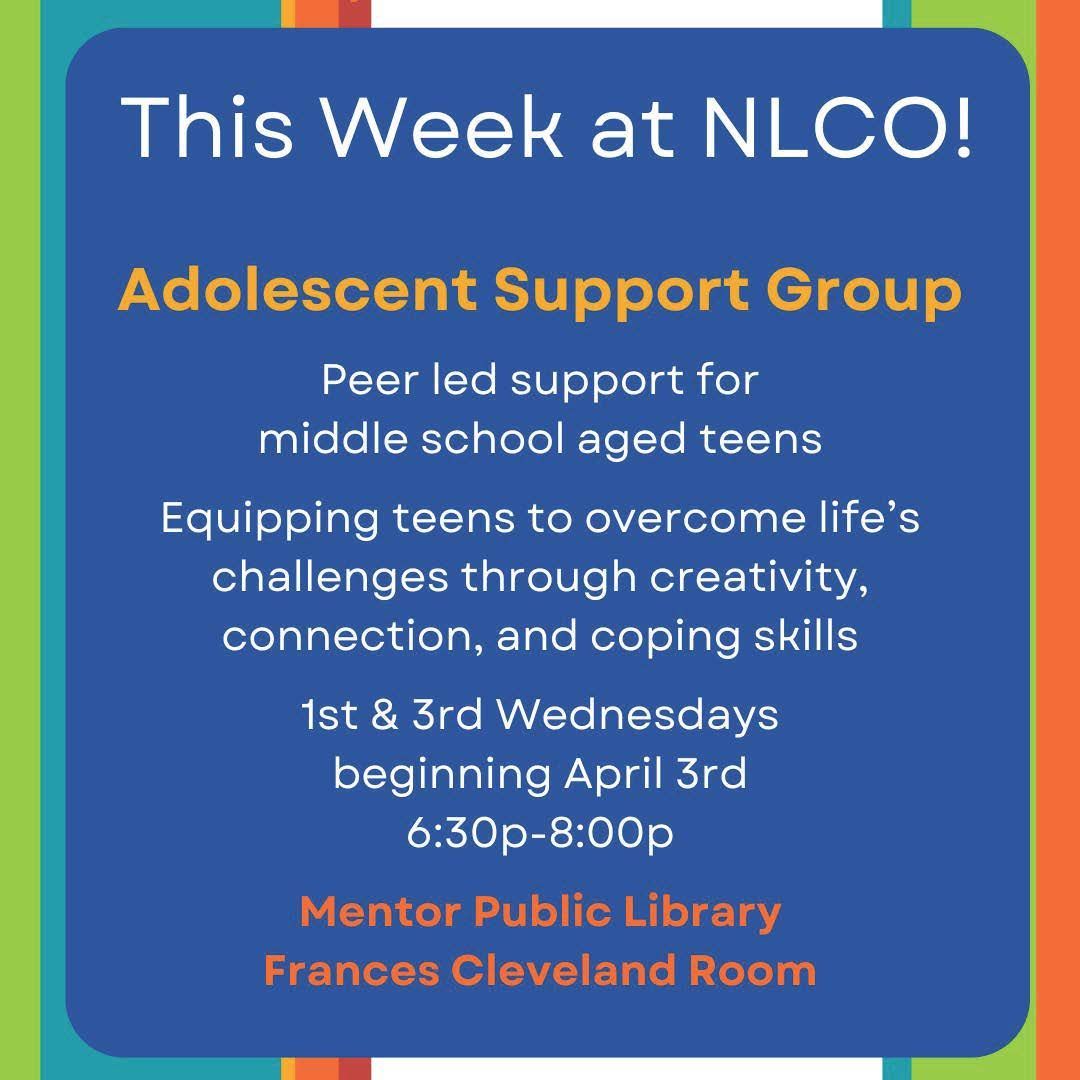 This Week at NLCO!
Adolescent Support Group
Peer led support for
middle school aged teens
Equipping teens to overcome life’s
challenges through creativity,
connection, and coping skills
1st & 3rd Wednesdays
beginning April 3rd
6:30p-8:00p
Mentor Public Library
Frances Cleveland Room